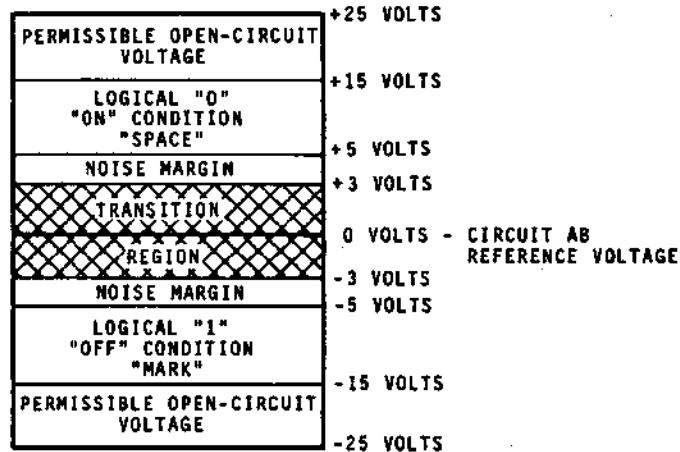 +25 VOLTS
PERMISSIBLE OPEN-CIRCUIT
VOLTAGE
+15 VOLTS
LOGICAL "0"
"ON" CONDITION
"SPACE"
+5 VOLTS
NOISE MARGIN
+3 VOLTS
TRANSITION
0 VOLTS - CIRCUIT AB
REFERENCE VOLTAGE
REGION
-3 VOLTS
NOISE MARGIN
-5 VOLTS
LOGICAL "1"
"OFF" CONDITION
"MARK"
-15 VOLTS
PERMISSIBLE OPEN-CIRCUIT
VOLTAGE
-25 VOLTS